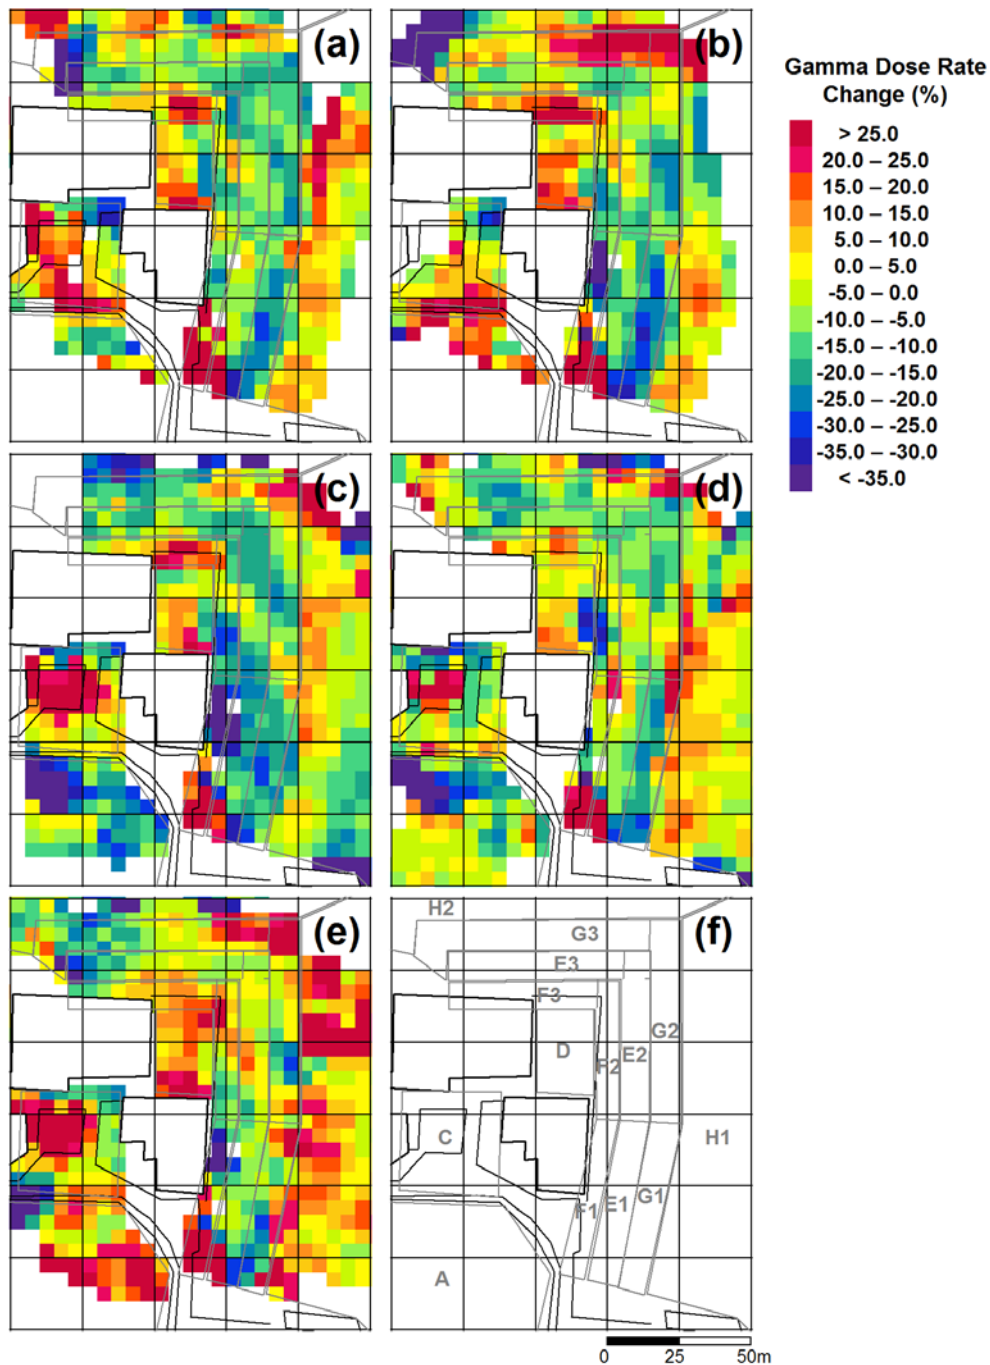 (a)
(b)
Gamma Dose Rate
Change (%)
> 25.0
20.0 – 25.0
15.0 – 20.0
10.0 – 15.0
5.0 – 10.0
0.0 – 5.0
-5.0 – 0.0
-10.0 – -5.0
-15.0 – -10.0
-20.0 – -15.0
-25.0 – -20.0
-30.0 – -25.0
-35.0 – -30.0
< -35.0
(c)
(d)
(e)
(f)
H2
G3
E3
F3
D
F2
E2
G2
C
H1
F1
E1
G1
A
0 25 50m